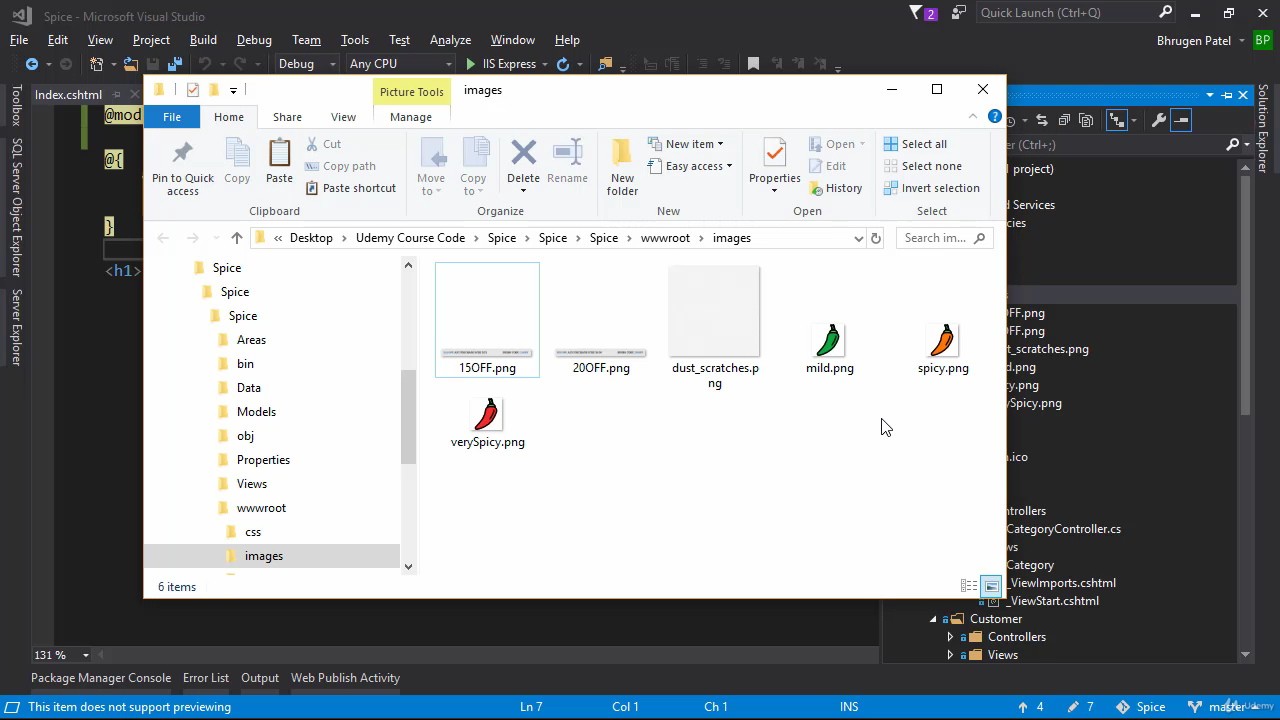 Spice - Microsoft Visual Studio
2
Quick Launch (Ctrl+Q)
File Edit View Project Build Debug Team Tools Test Analyze Window Help
Bhrugen Patel BP
Debug Any CPU IIS Express
Toolbox
SQL Server Object Explorer
Server Explorer
Index.cshtml
@mod
@{
}
<h1>
Picture Tools
images
File Home Share View Manage
Pin to Quick access
Copy
Paste
Cut
Copy path
Paste shortcut
Clipboard
Move to
Copy to
Delete
Rename
Organize
New folder
New item
Easy access
New
Properties
Open
Edit
History
Open
Select all
Select none
Invert selection
Select
« Desktop > Udemy Course Code > Spice > Spice > Spice > wwwroot > images
Search im...
Spice
Spice
Spice
Areas
bin
Data
Models
obj
Properties
Views
wwwroot
css
images
15OFF.png
20OFF.png
dust_scratches.p
ng
mild.png
spicy.png
verySpicy.png
6 items
(Ctrl+;)
project)
d Services
cies
OFF.png
OFF.png
t_scratches.png
d.png
y.png
ySpicy.png
n.ico
ntrollers
CategoryController.cs
ws
Category
_ViewImports.cshtml
_ViewStart.cshtml
Customer
Controllers
Views
Solution Explorer
131 %
Package Manager Console Error List Output Web Publish Activity
This item does not support previewing
Ln 7 Col 1 Ch 1 INS
4 7 Spice master
Udemy